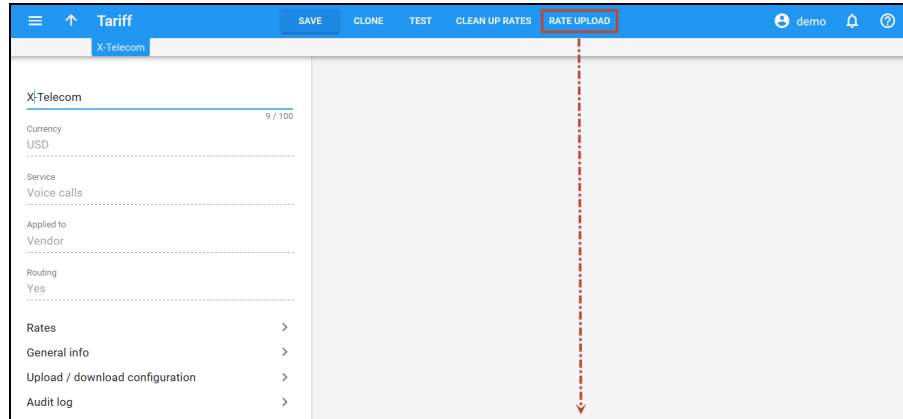 Tariff SAVE CLONE TEST CLEAN UP RATES RATE UPLOAD demo
X-Telecom
X-Telecom
9 / 100
Currency
USD
Service
Voice calls
Applied to
Vendor
Routing
Yes
Rates
General info
Upload / download configuration
Audit log